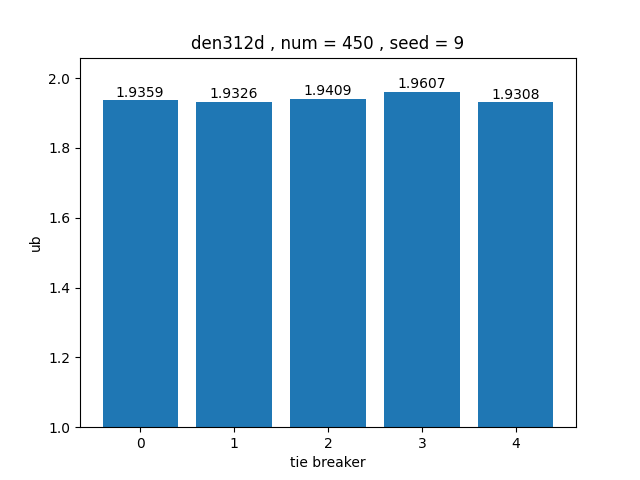 den312d , num = 450 , seed = 9
2.0
1.8
1.6
1.4
1.2
1.0
ub
1.9359
1.9326
1.9409
1.9607
1.9308
0 1 2 3 4
tie breaker